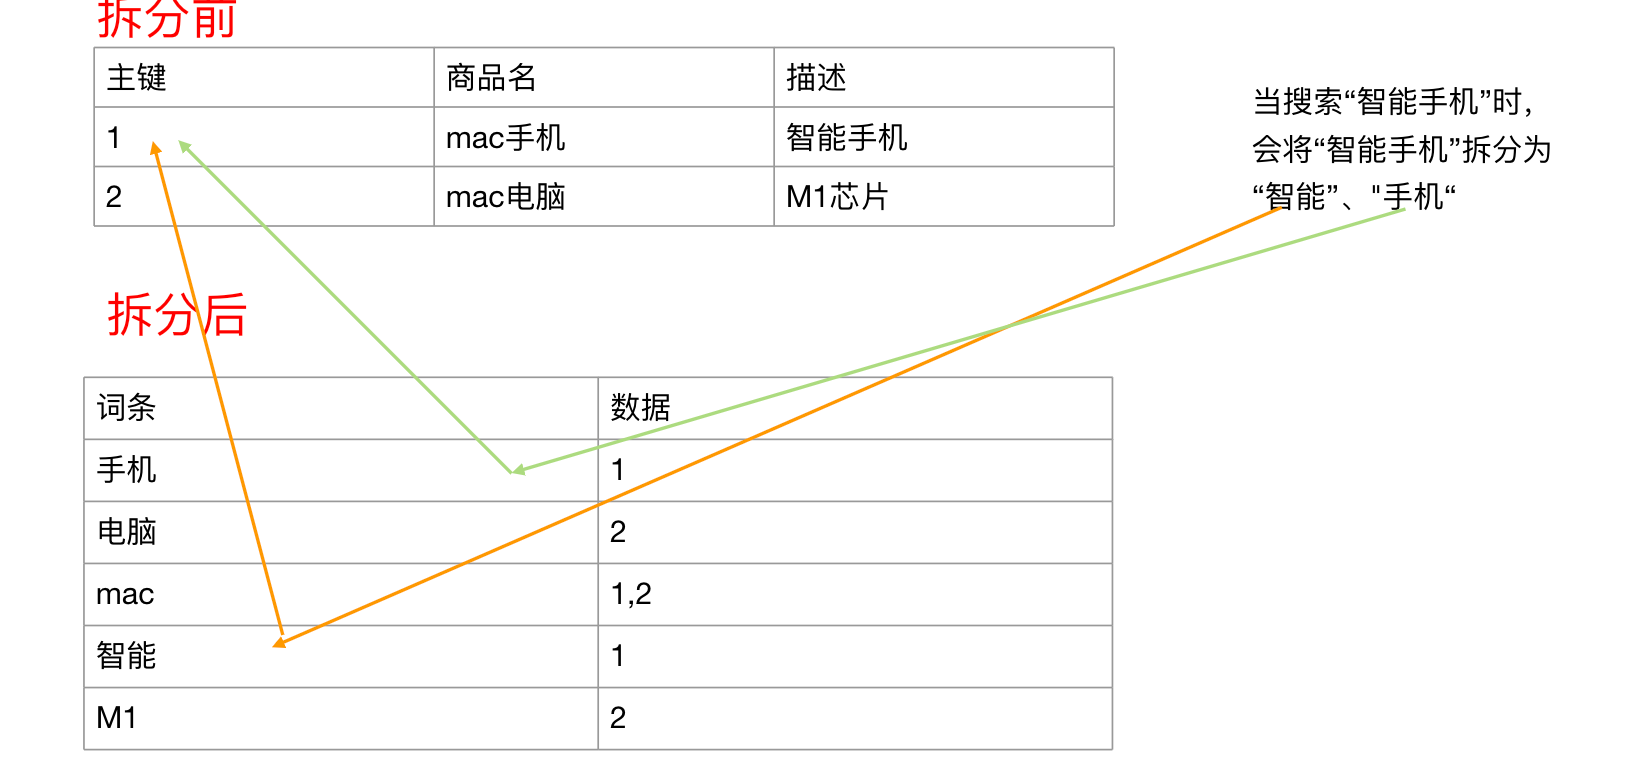 拆分前
主键 商品名 描述
1 mac手机 智能手机
2 mac电脑 M1芯片
当搜索“智能手机”时，
会将“智能手机”拆分为
“智能”、"手机“
拆分后
词条 数据
手机 1
电脑 2
mac 1,2
智能 1
M1 2